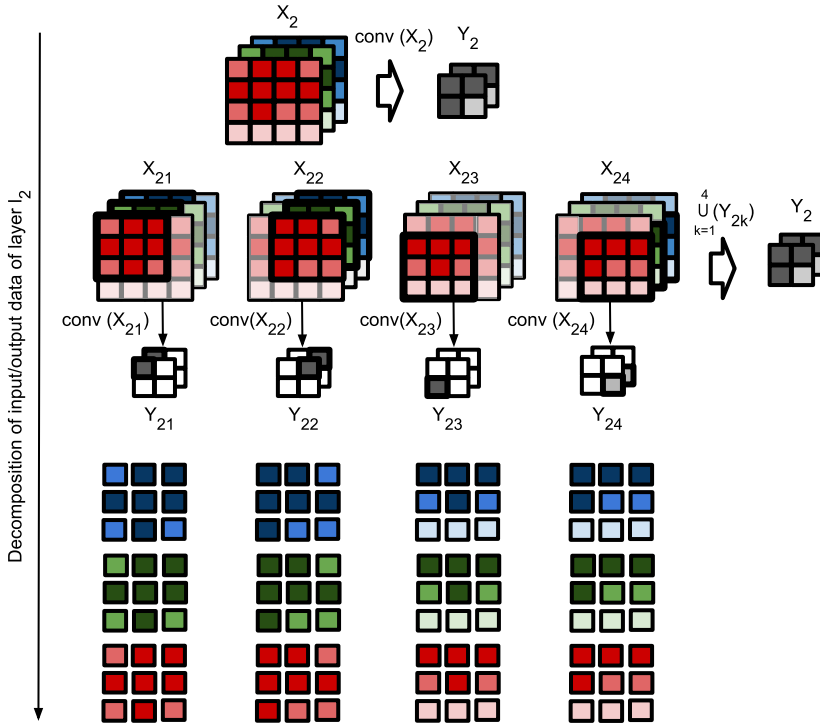 X2
conv (X2)
Y2
X21
X22
X23
X24
4
U(Y2k)
k=1
Y2
conv (X21)
conv(X22)
conv(X23)
conv (X24)
Y21
Y22
Y23
Y24
Decomposition of input/output data of layer l2